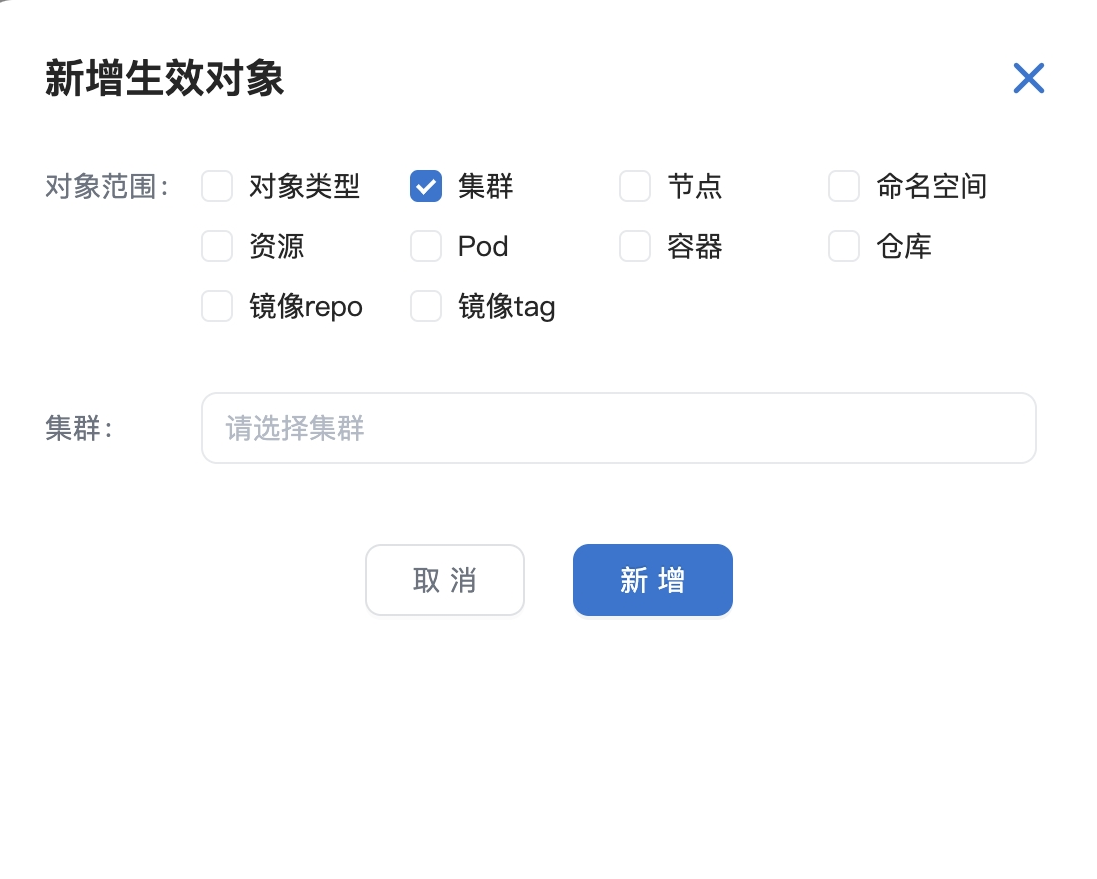 新增生效对象
对象范围: 对象类型 集群 节点 命名空间
资源 Pod 容器 仓库
镜像repo 镜像tag
集群: 请选择集群
取消 新增